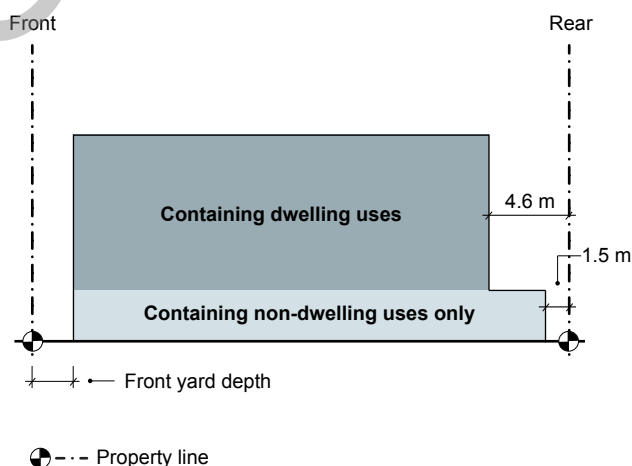 Front
Rear
4.6 m
Containing dwelling uses
1.5 m
Containing non-dwelling uses only
Front yard depth
Property line